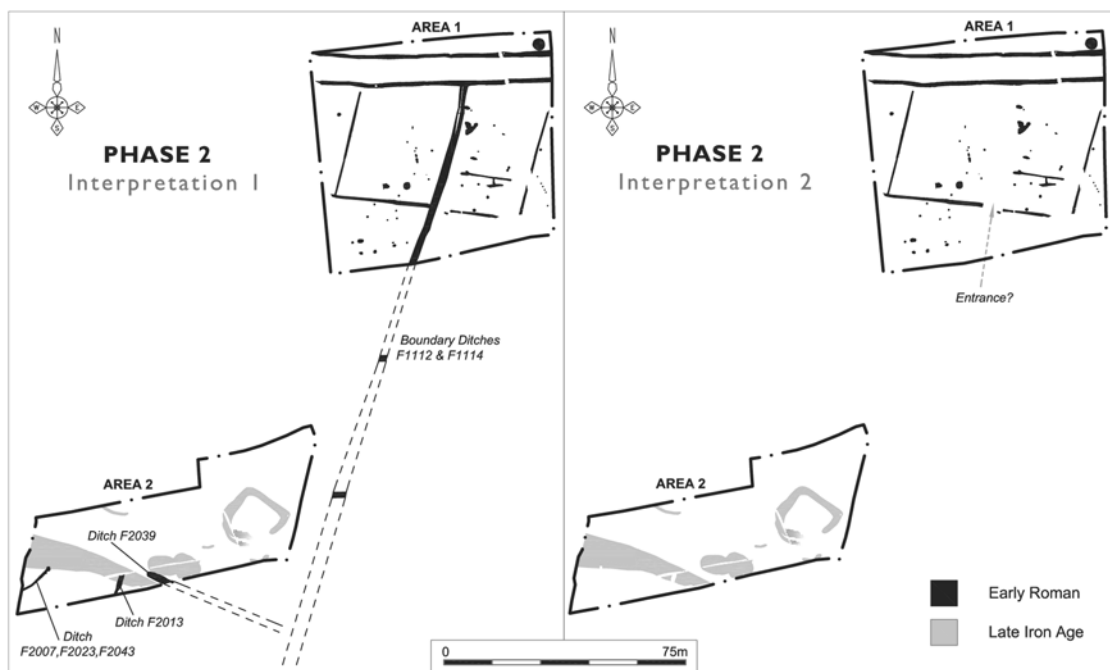 AREA 1
N
W E
S
PHASE 2
Interpretation 1
Boundary Ditches
F1112 & F1114
AREA 2
Ditch F2039
Ditch F2013
Ditch
F2007,F2023,F2043
AREA 1
N
W E
S
PHASE 2
Interpretation 2
Entrance?
AREA 2
Early Roman
Late Iron Age
0 75m